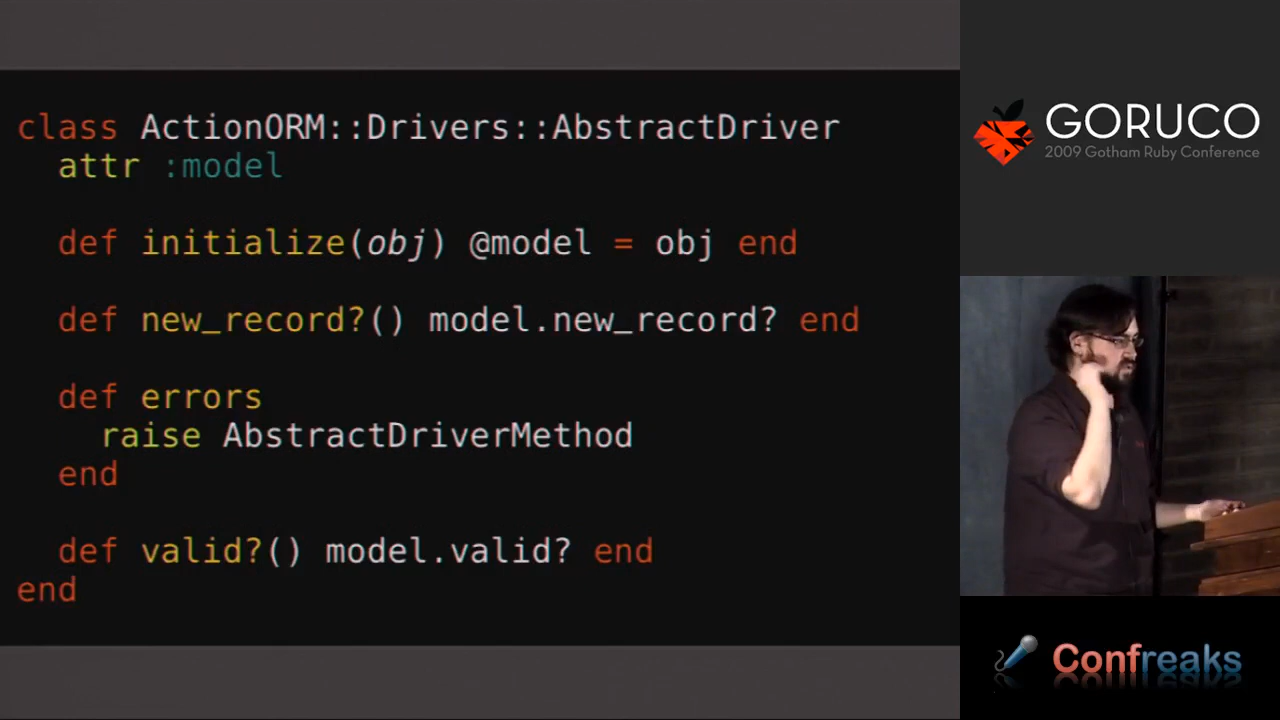 class ActionORM::Drivers::AbstractDriver
attr :model
def initialize(obj) @model = obj end
def new_record?() model.new_record? end
def errors
raise AbstractDriverMethod
end
def valid?() model.valid? end
end
GORUCO
2009 Gotham Ruby Conference
Confreaks